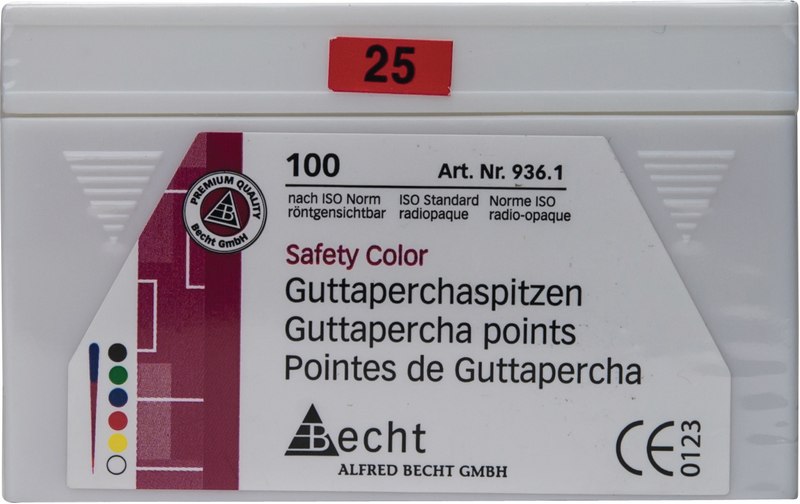 25
100 Art. Nr. 936.1
nach ISO Norm ISO Standard Norme ISO
röntgensichtbar radiopaque radio-opaque
PREMIUM QUALITY
B
Becht GmbH
Safety Color
Guttaperchaspitzen
Guttapercha points
Pointes de Guttapercha
Becht
ALFRED BECHT GMBH
CE 0123